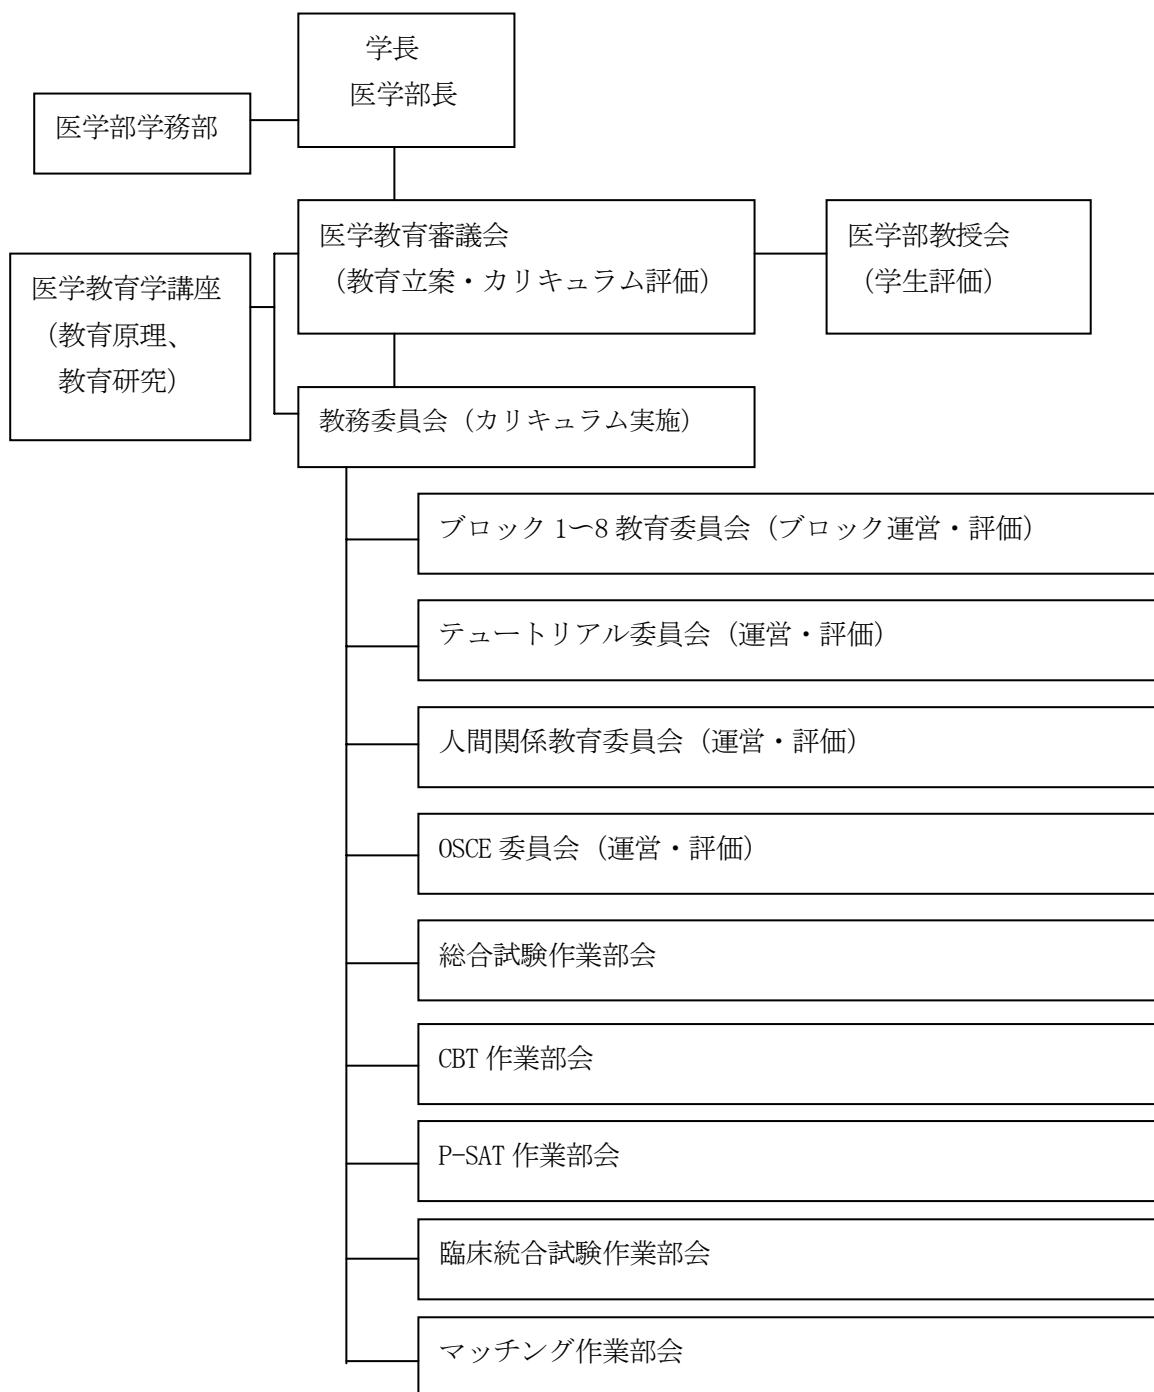 学長
医学部長
医学部学務部
医学教育審議会
（教育立案・カリキュラム評価）
医学部教授会
（学生評価）
医学教育学講座
（教育原理、
教育研究）
教務委員会（カリキュラム実施）
ブロック 1〜8 教育委員会（ブロック運営・評価）
テュートリアル委員会（運営・評価）
人間関係教育委員会（運営・評価）
OSCE 委員会（運営・評価）
総合試験作業部会
CBT 作業部会
P-SAT 作業部会
臨床統合試験作業部会
マッチング作業部会